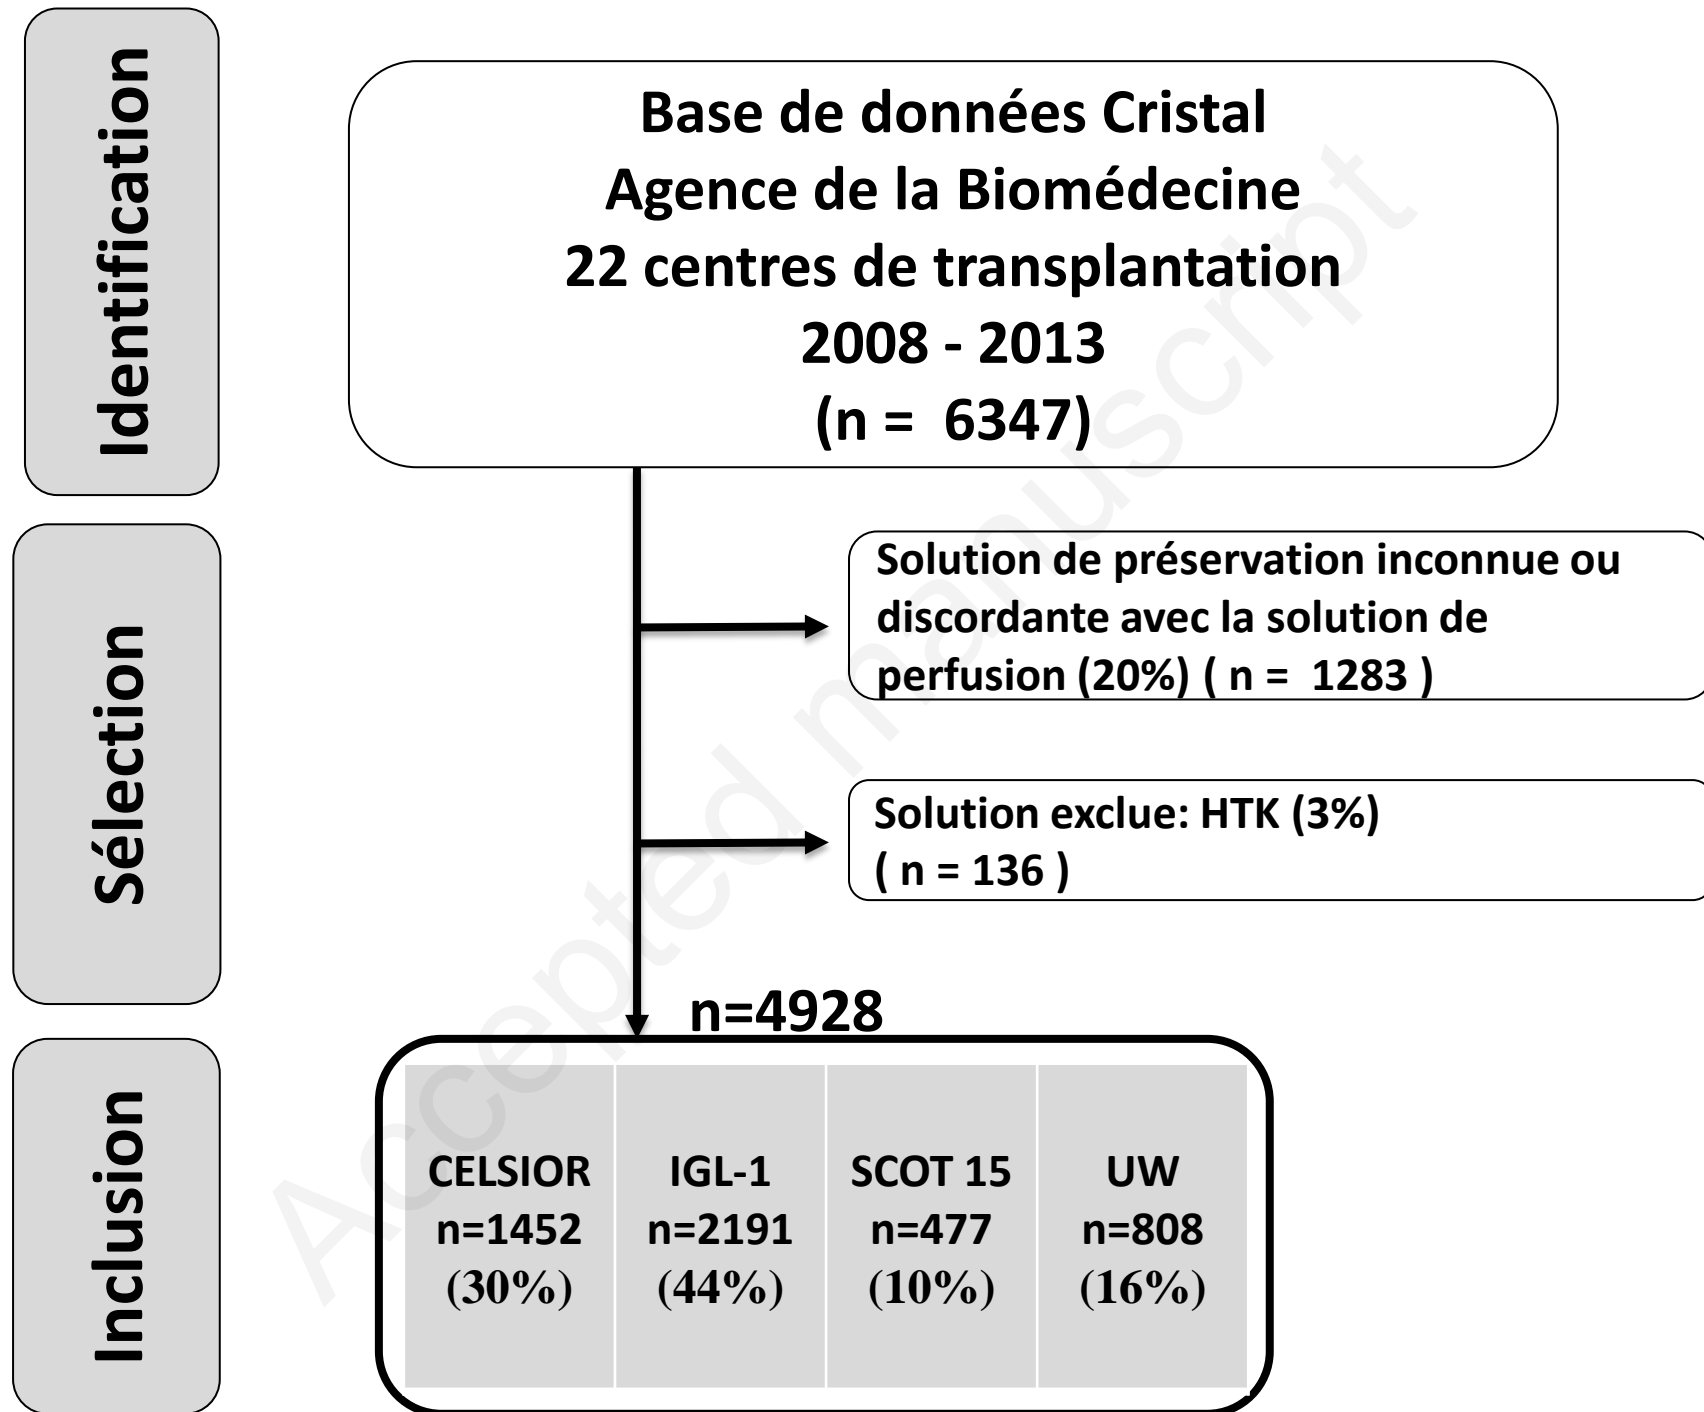 Identification
Base de données Cristal
Agence de la Biomédecine
22 centres de transplantation
2008 - 2013
(n = 6347)
Sélection
Solution de préservation inconnue ou
discordante avec la solution de
perfusion (20%) ( n = 1283 )
Solution exclue: HTK (3%)
( n = 136 )
Inclusion
n=4928
CELSIOR
n=1452
(30%)
IGL-1
n=2191
(44%)
SCOT 15
n=477
(10%)
UW
n=808
(16%)
Accepted manuscript